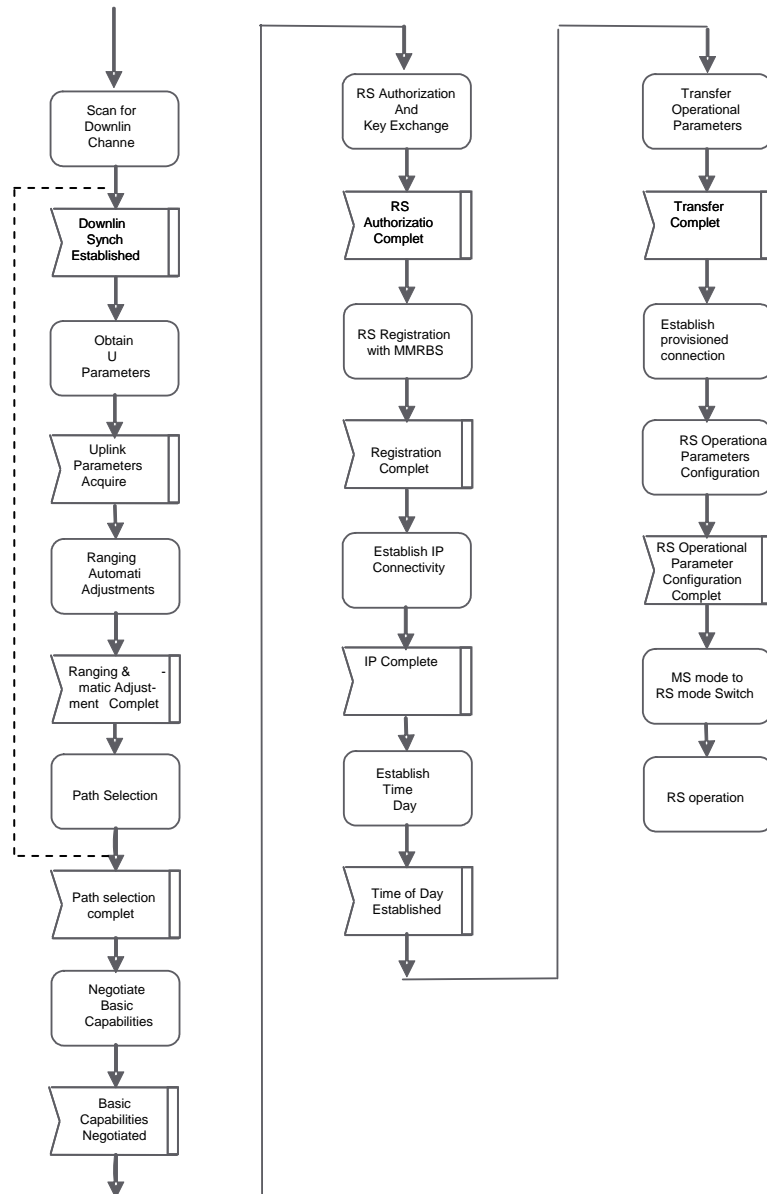 Scan for
Downlin
Channe
Downlin
Synch
Established
Obtain
U
Parameters
Uplink
Parameters
Acquire
Ranging
Automati
Adjustments
Ranging & -
matic Adjust-
ment Complet
Path Selection
Path selection
complet
Negotiate
Basic
Capabilities
Basic
Capabilities
Negotiated
RS Authorization
And
Key Exchange
RS
Authorizatio
Complet
RS Registration
with MMRBS
Registration
Complet
Establish IP
Connectivity
IP Complete
Establish
Time
Day
Time of Day
Established
Transfer
Operational
Parameters
Transfer
Complet
Establish
provisioned
connection
RS Operationa
Parameters
Configuration
RS Operational
Parameter
Configuration
Complet
MS mode to
RS mode Switch
RS operation